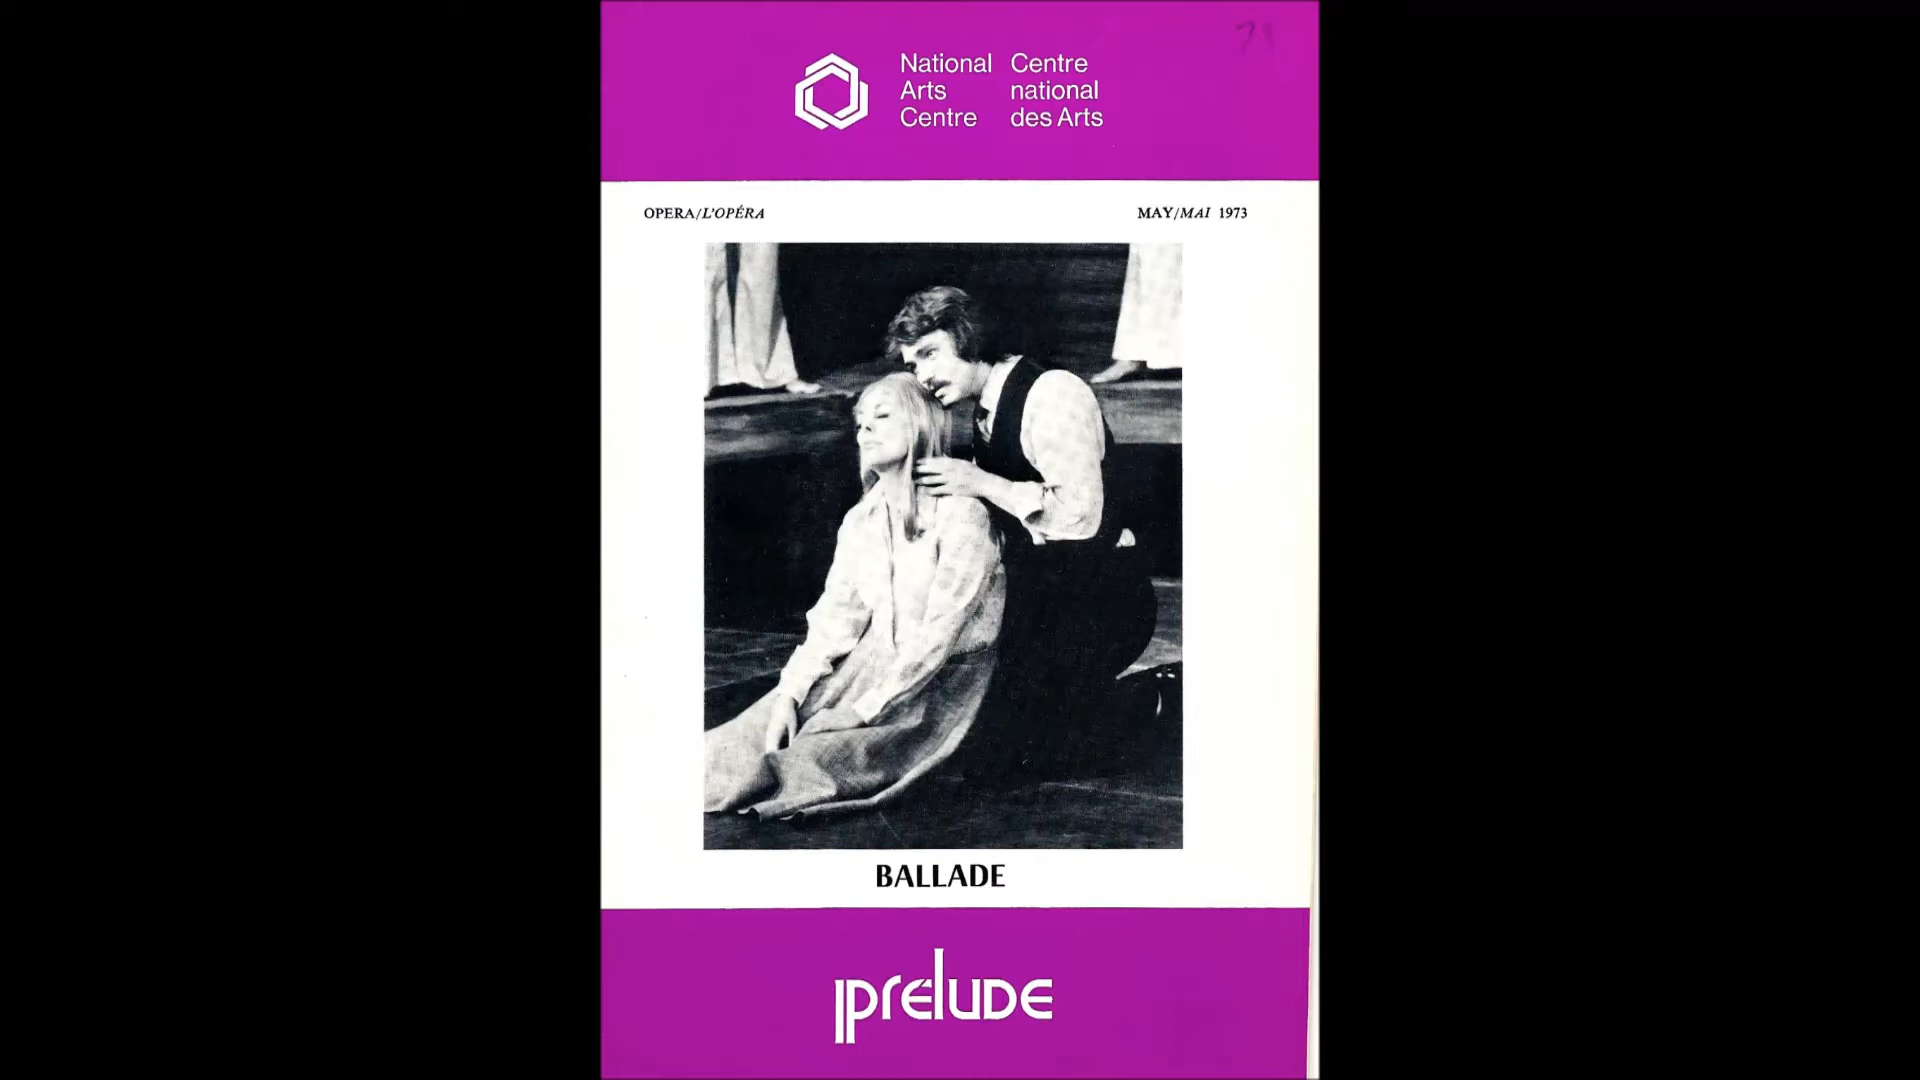 National Arts Centre
Centre national des Arts
OPERA/L'OPÉRA
MAY/MAI 1973
BALLADE
prélude